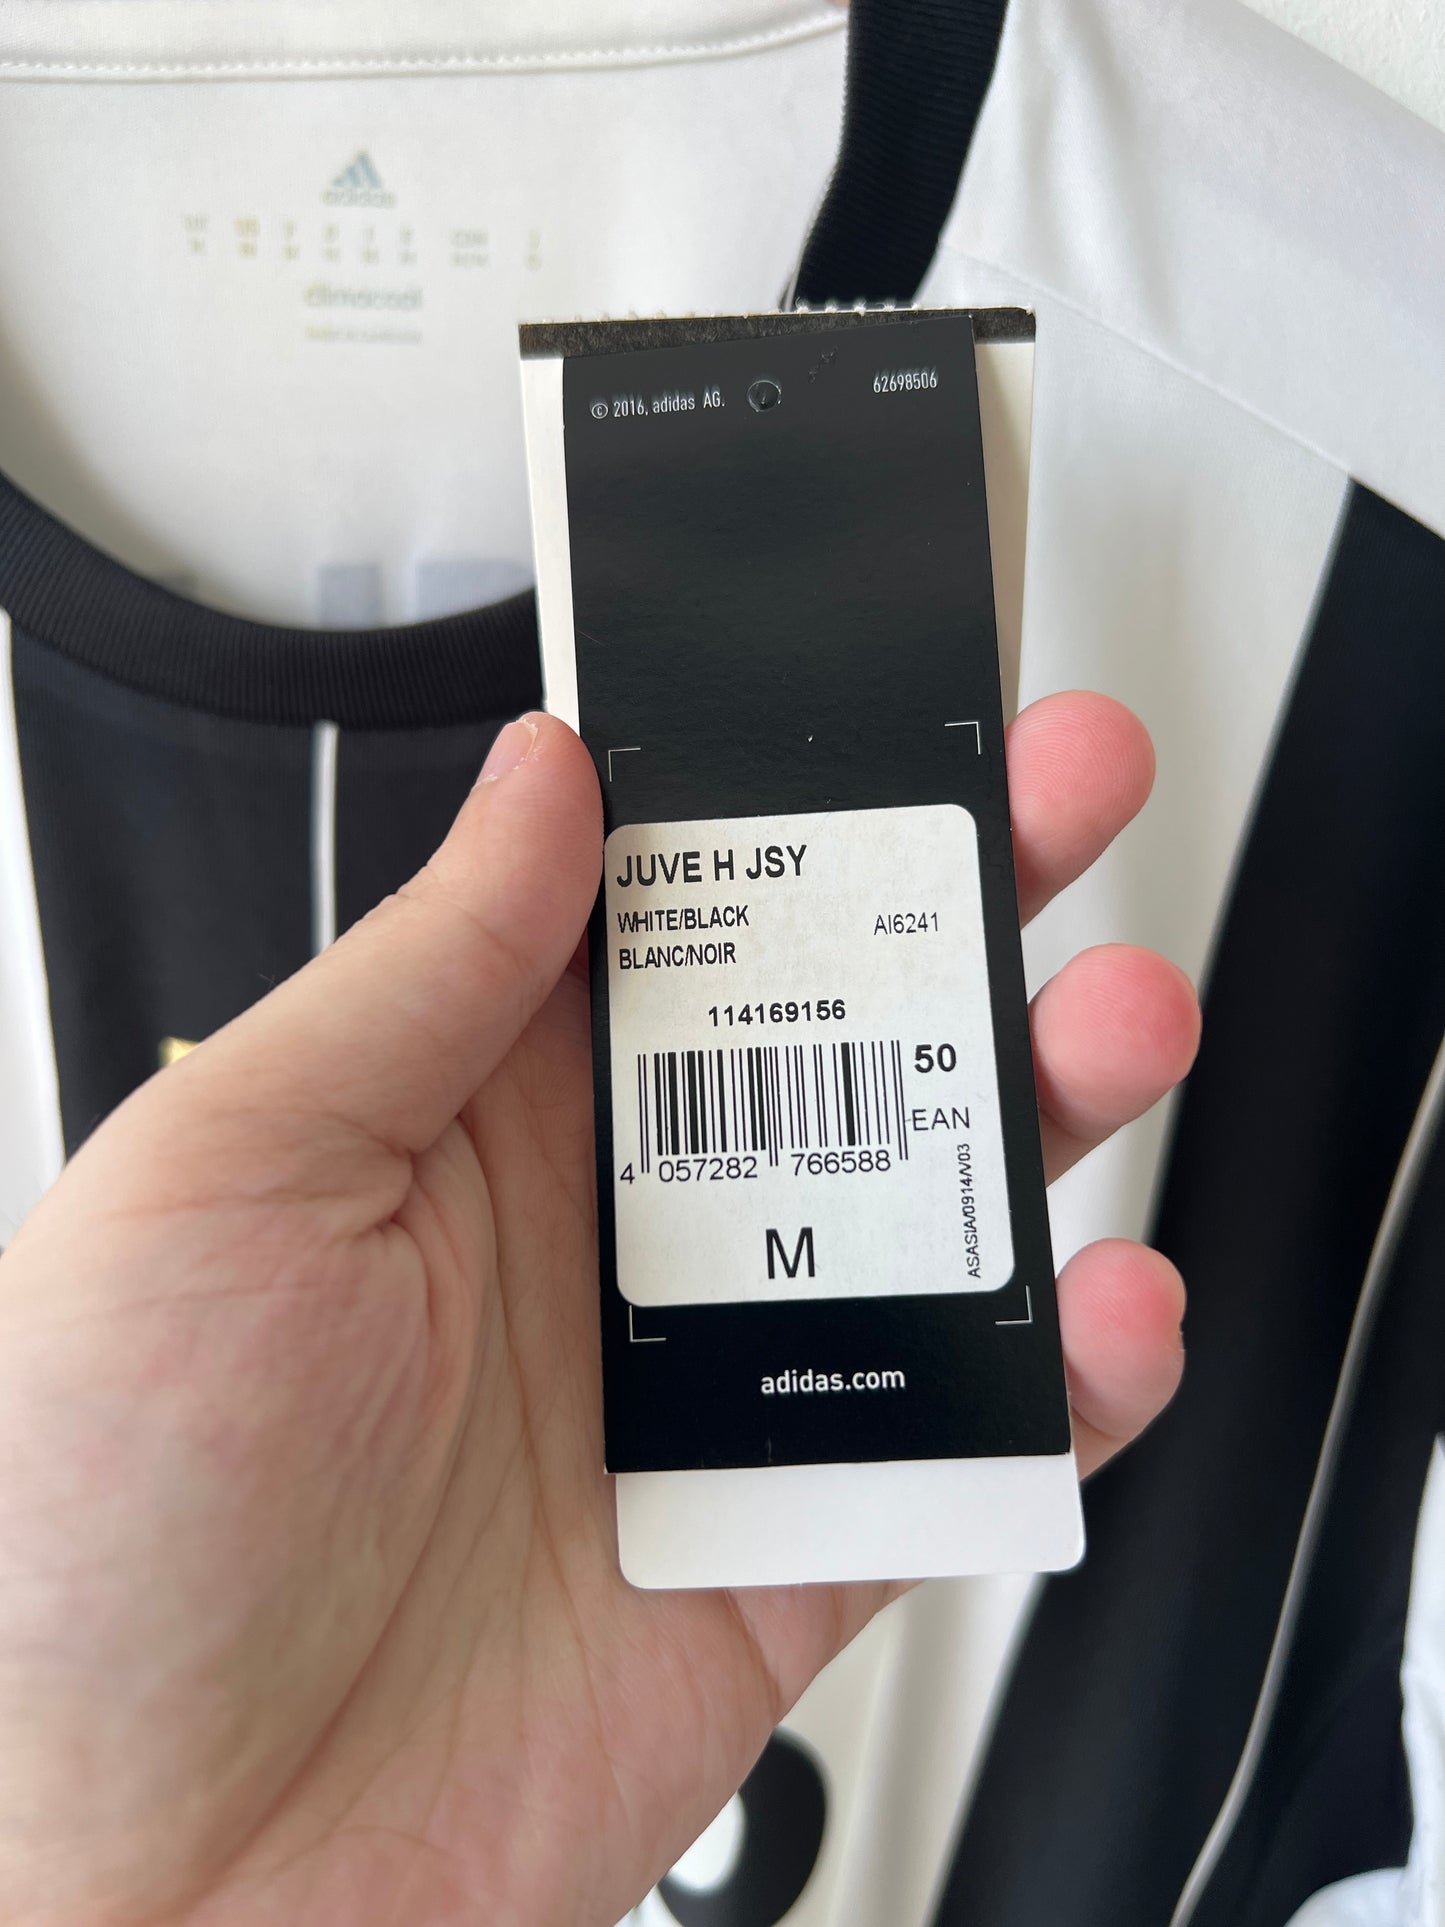 adidas
climacool
© 2016, adidas AG.
62698506
JUVE H JSY
WHITE/BLACK
AI6241
BLANC/NOIR
114169156
50
EAN
4 057282 766588
ASASIA/0914/V03
M
adidas.com